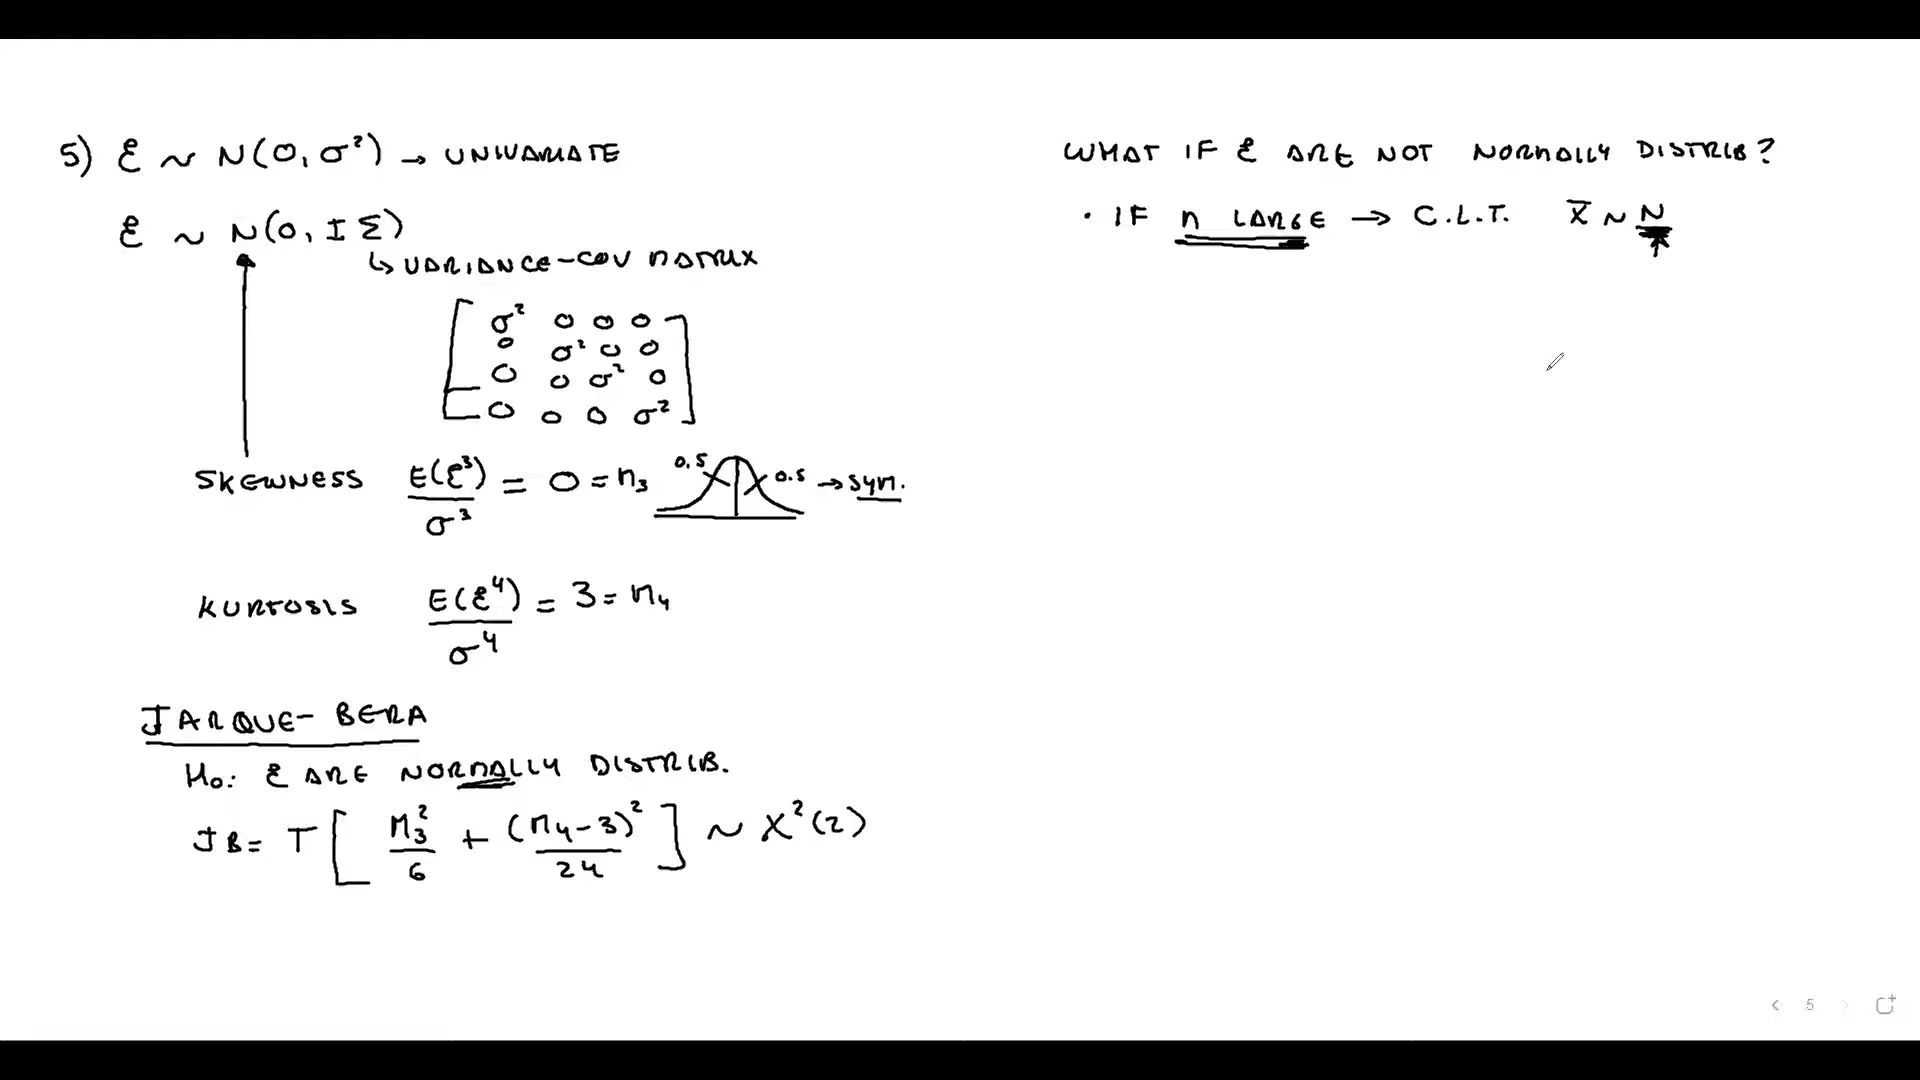 5) ε ~ N(0, σ²) → UNIVARIATE
ε ~ N(0, I Σ)
↳ VARIANCE-COV MATRIX
σ² 0 0 0
0 σ² 0 0
0 0 σ² 0
0 0 0 σ²
SKEWNESS E(ε³)/σ³ = 0 = M₃ 0.5 0.5 → SYM.
KURTOSIS E(ε⁴)/σ⁴ = 3 = M₄
JARQUE-BERA
H₀: ε ARE NORMALLY DISTRIB.
JB = T [ M₃²/6 + (M₄-3)²/24 ] ~ χ²(2)
WHAT IF ε ARE NOT NORMALLY DISTRIB?
• IF n LARGE → C.L.T. X̄ ~ N
< 5 >